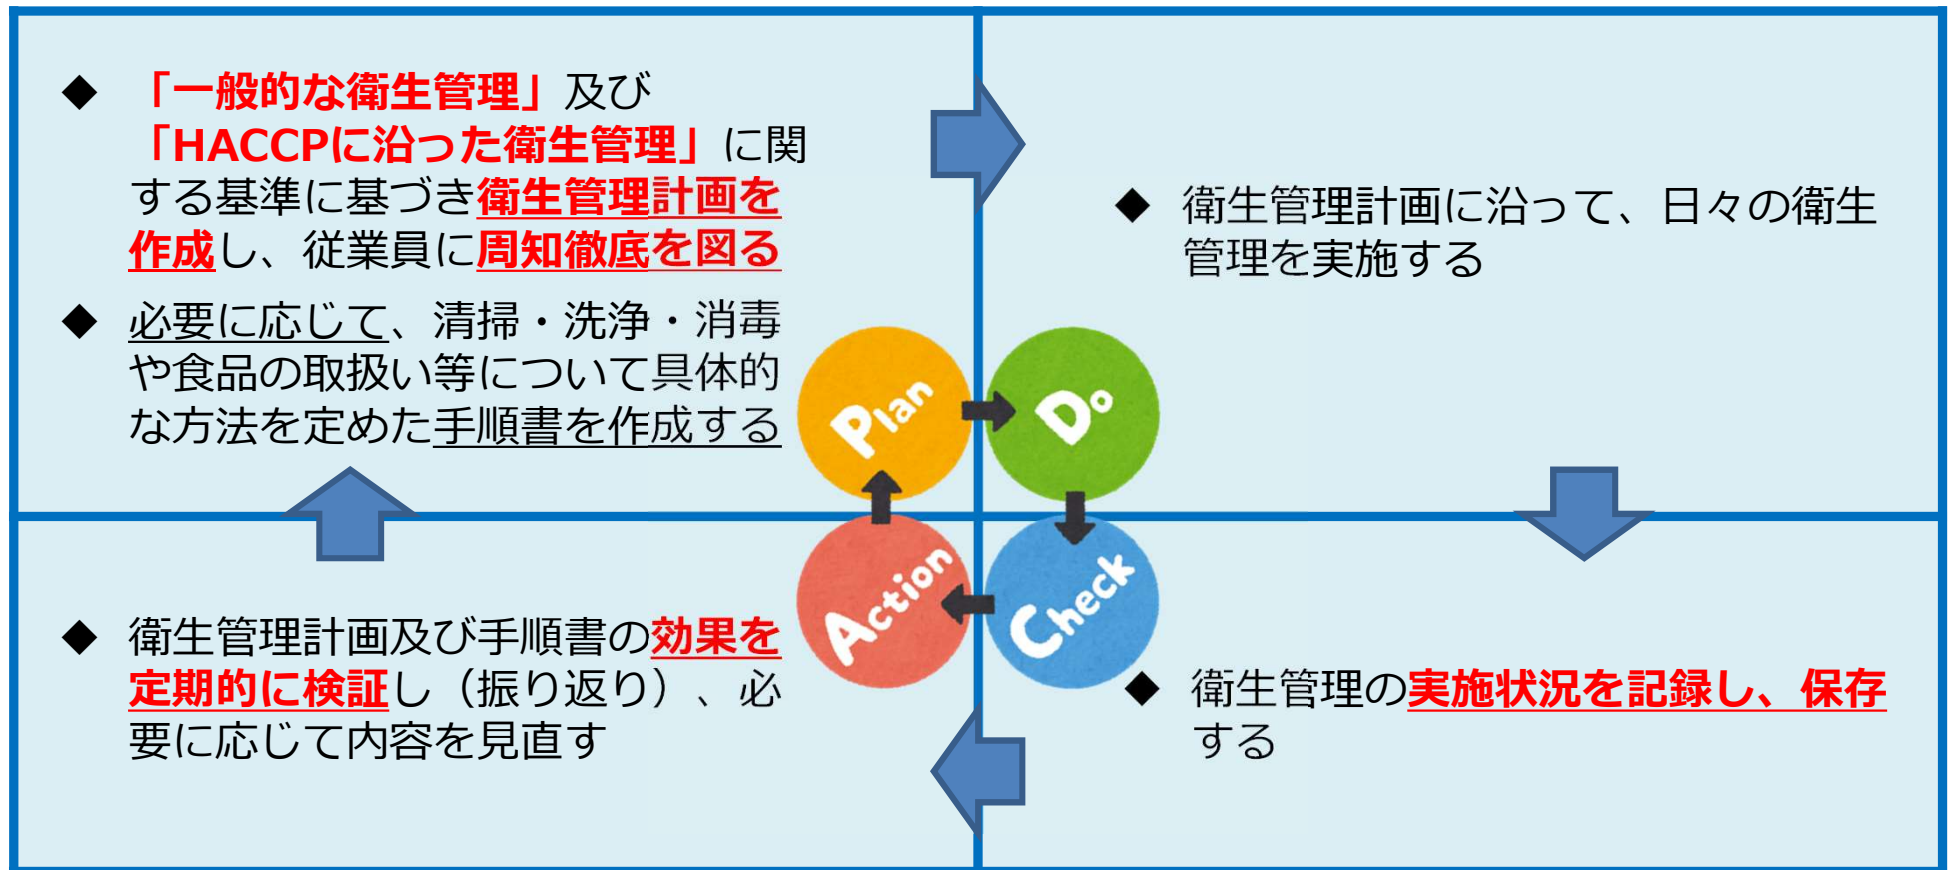 ◆ 「一般的な衛生管理」及び
「HACCPに沿った衛生管理」に関
する基準に基づき衛生管理計画を
作成し、従業員に周知徹底を図る
◆ 必要に応じて、清掃・洗浄・消毒
や食品の取扱い等について具体的
な方法を定めた手順書を作成する
◆ 衛生管理計画に沿って、日々の衛生
管理を実施する
Plan
Do
Action
Check
◆ 衛生管理計画及び手順書の効果を
定期的に検証し（振り返り）、必
要に応じて内容を見直す
◆ 衛生管理の実施状況を記録し、保存
する